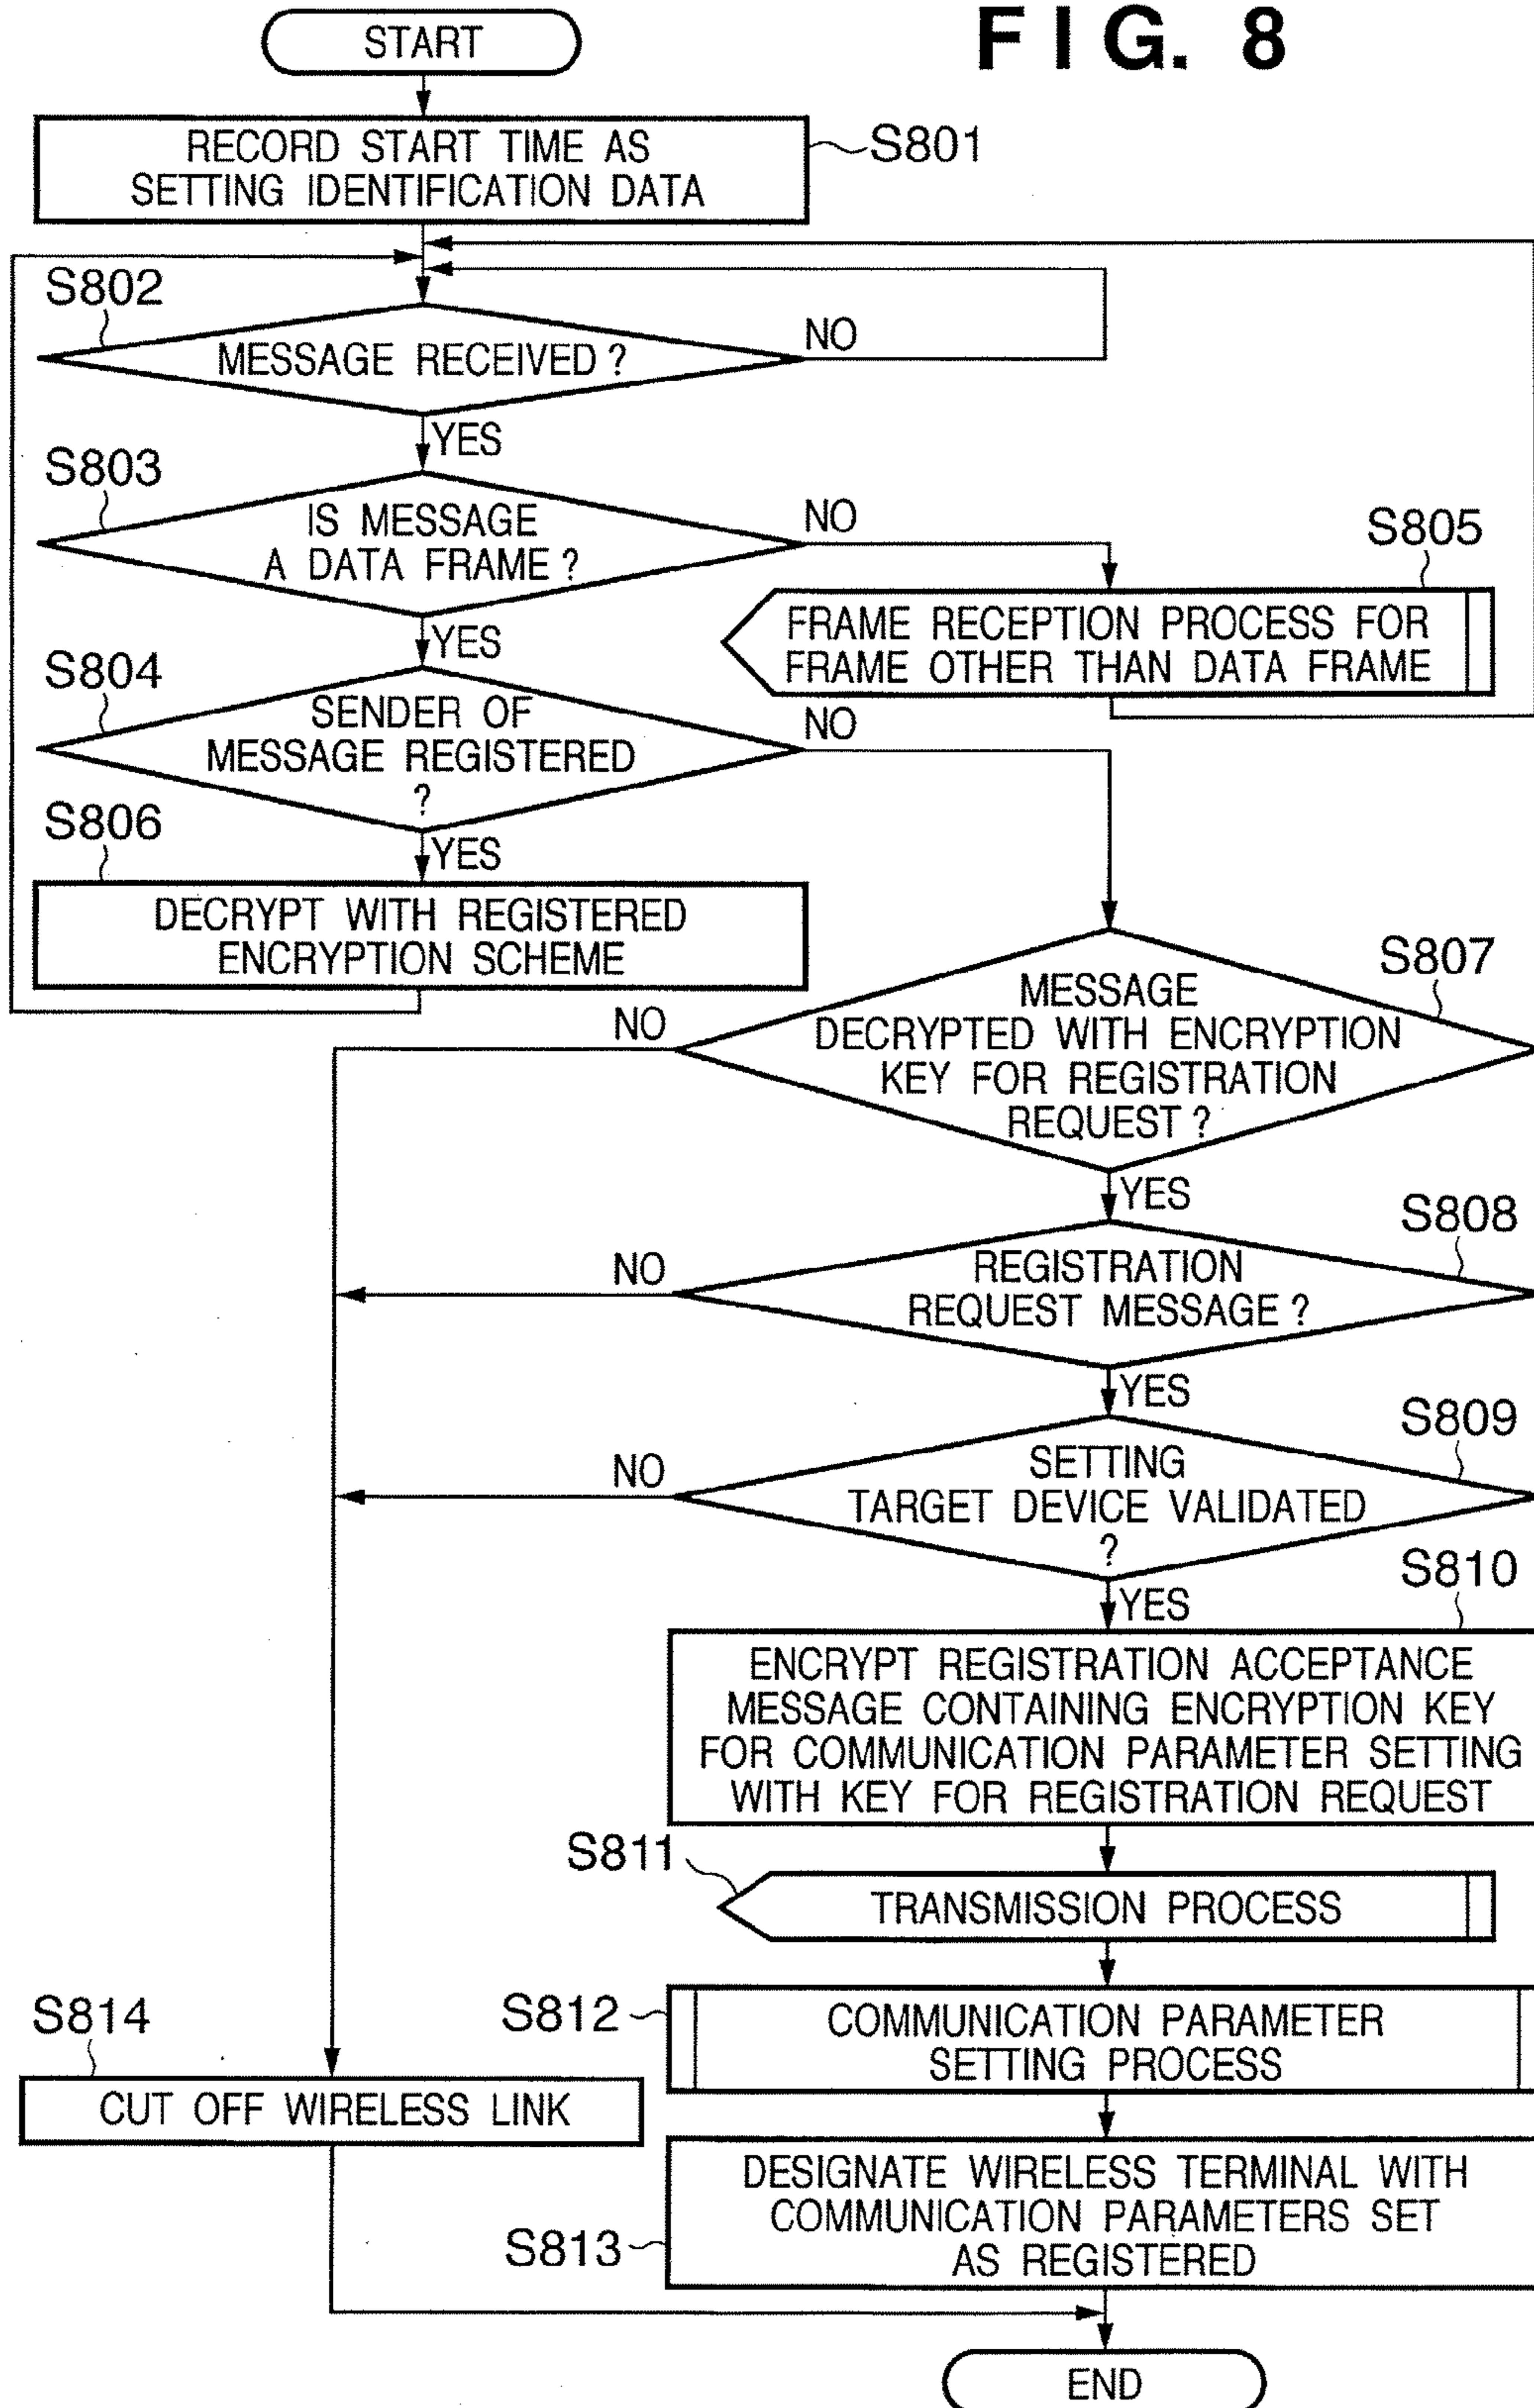 FIG. 8
START
RECORD START TIME AS
SETTING IDENTIFICATION DATA
S801
S802
MESSAGE RECEIVED ?
NO
YES
S803
IS MESSAGE
A DATA FRAME ?
NO
YES
S805
FRAME RECEPTION PROCESS FOR
FRAME OTHER THAN DATA FRAME
S804
SENDER OF
MESSAGE REGISTERED
?
NO
YES
S806
DECRYPT WITH REGISTERED
ENCRYPTION SCHEME
S807
MESSAGE
DECRYPTED WITH ENCRYPTION
KEY FOR REGISTRATION
REQUEST ?
NO
YES
S808
REGISTRATION
REQUEST MESSAGE ?
NO
YES
S809
SETTING
TARGET DEVICE VALIDATED
?
NO
YES
S810
ENCRYPT REGISTRATION ACCEPTANCE
MESSAGE CONTAINING ENCRYPTION KEY
FOR COMMUNICATION PARAMETER SETTING
WITH KEY FOR REGISTRATION REQUEST
S811
TRANSMISSION PROCESS
S812
COMMUNICATION PARAMETER
SETTING PROCESS
S814
CUT OFF WIRELESS LINK
S813
DESIGNATE WIRELESS TERMINAL WITH
COMMUNICATION PARAMETERS SET
AS REGISTERED
END